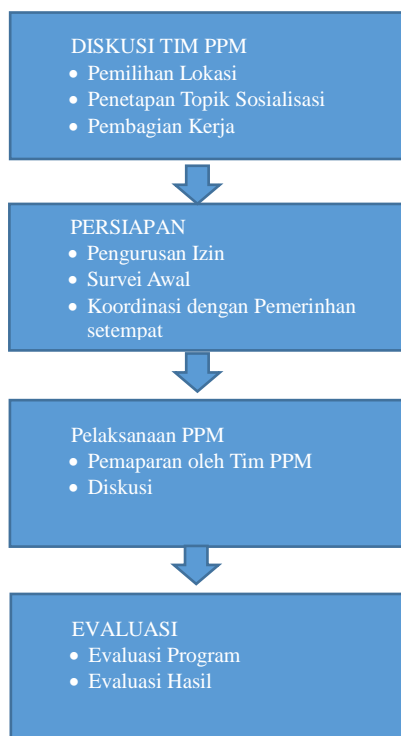 DISKUSI TIM PPM
• Pemilihan Lokasi
• Penetapan Topik Sosialisasi
• Pembagian Kerja
PERSIAPAN
• Pengurusan Izin
• Survei Awal
• Koordinasi dengan Pemerinhan
setempat
Pelaksanaan PPM
• Pemaparan oleh Tim PPM
• Diskusi
EVALUASI
• Evaluasi Program
• Evaluasi Hasil